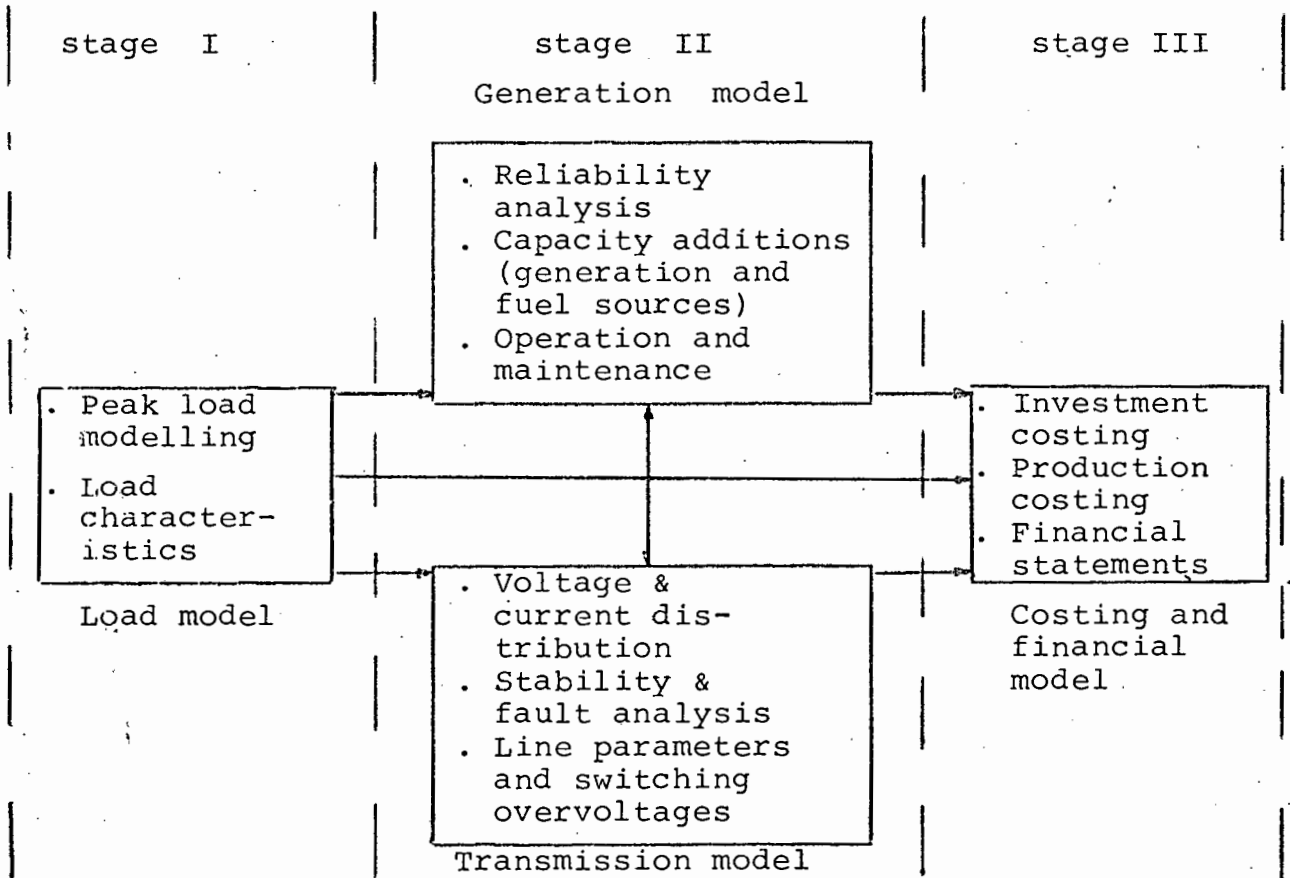 stage I
stage II
stage III
Generation model
. Reliability
analysis
. Capacity additions
(generation and
fuel sources)
. Operation and
maintenance
. Peak load
modelling
. Load
character-
istics
Load model
. Voltage &
current dis-
tribution
. Stability &
fault analysis
. Line parameters
and switching
overvoltages
Transmission model
. Investment
costing
. Production
costing
. Financial
statements
Costing and
financial
model